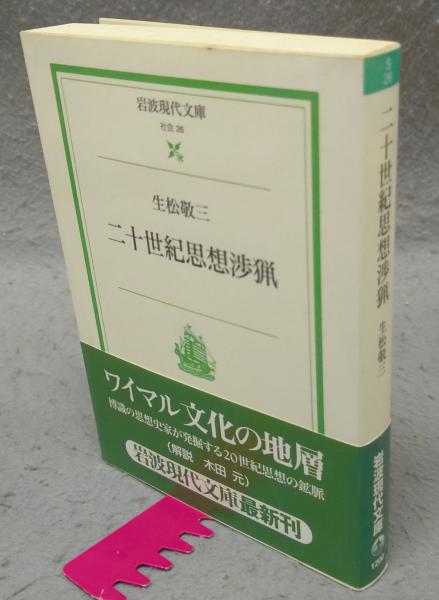 岩波現代文庫
社会 26
生松敬三
二十世紀思想渉猟
ワイマル文化の地層
博識の思想史家が発掘する20世紀思想の鉱脈
(解説 木田 元)
岩波現代文庫最新刊
S
26
二十世紀思想渉猟
生松敬三
岩波現代文庫
1200